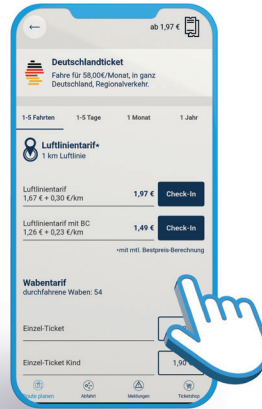 ab 1,97 €
Deutschlandticket
Fahre für 58,00€/Monat, in ganz
Deutschland, Regionalverkehr.
1-5 Fahrten 1-5 Tage 1 Monat 1 Jahr
Luftlinientarif*
1 km Luftlinie
Luftlinientarif
1,67 € + 0,30 €/km 1,97 € Check-In
Luftlinientarif mit BC
1,26 € + 0,23 €/km 1,49 € Check-In
*mit mtl. Bestpreis-Berechnung
Wabentarif
durchfahrene Waben: 54
Einzel-Ticket
Einzel-Ticket Kind 1,90
Route planen Abfahrt Meldungen Ticketshop